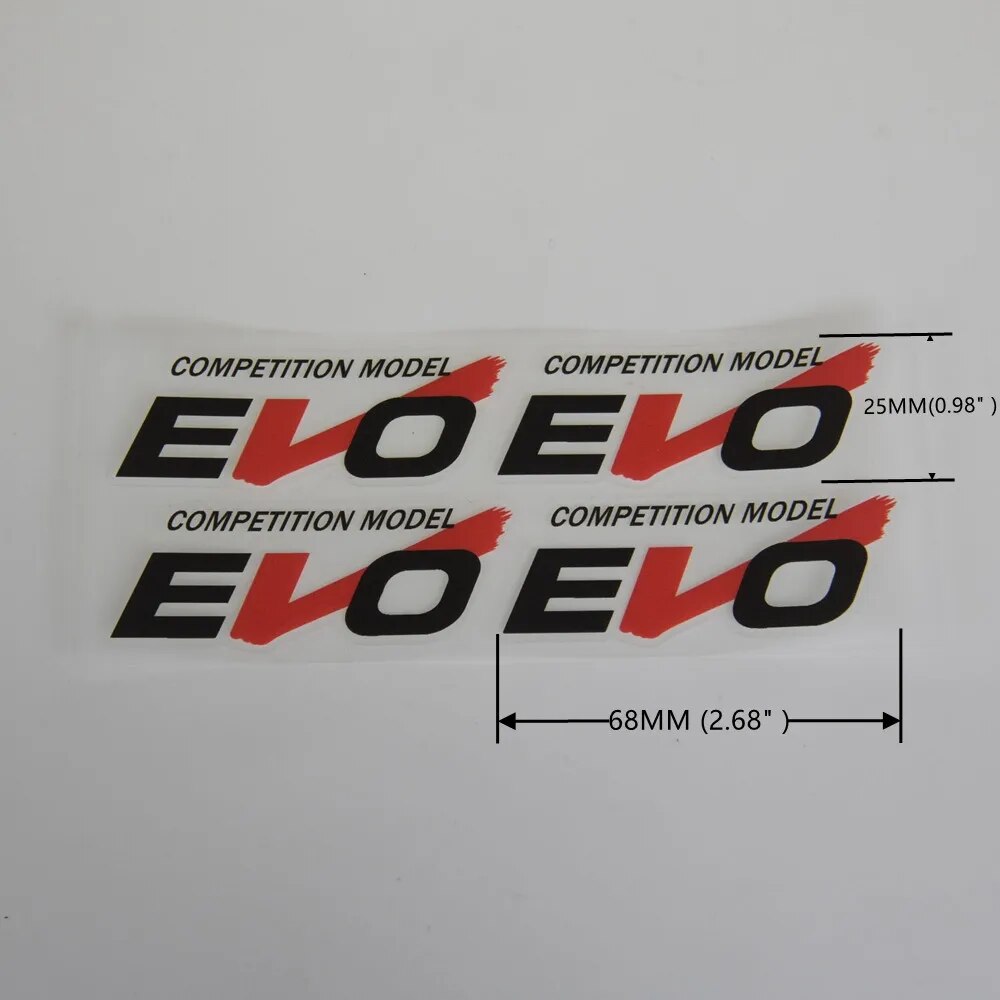 COMPETITION MODEL
EVO
COMPETITION MODEL
EVO
25MM(0.98" )
COMPETITION MODEL
EVO
COMPETITION MODEL
EVO
68MM (2.68" )